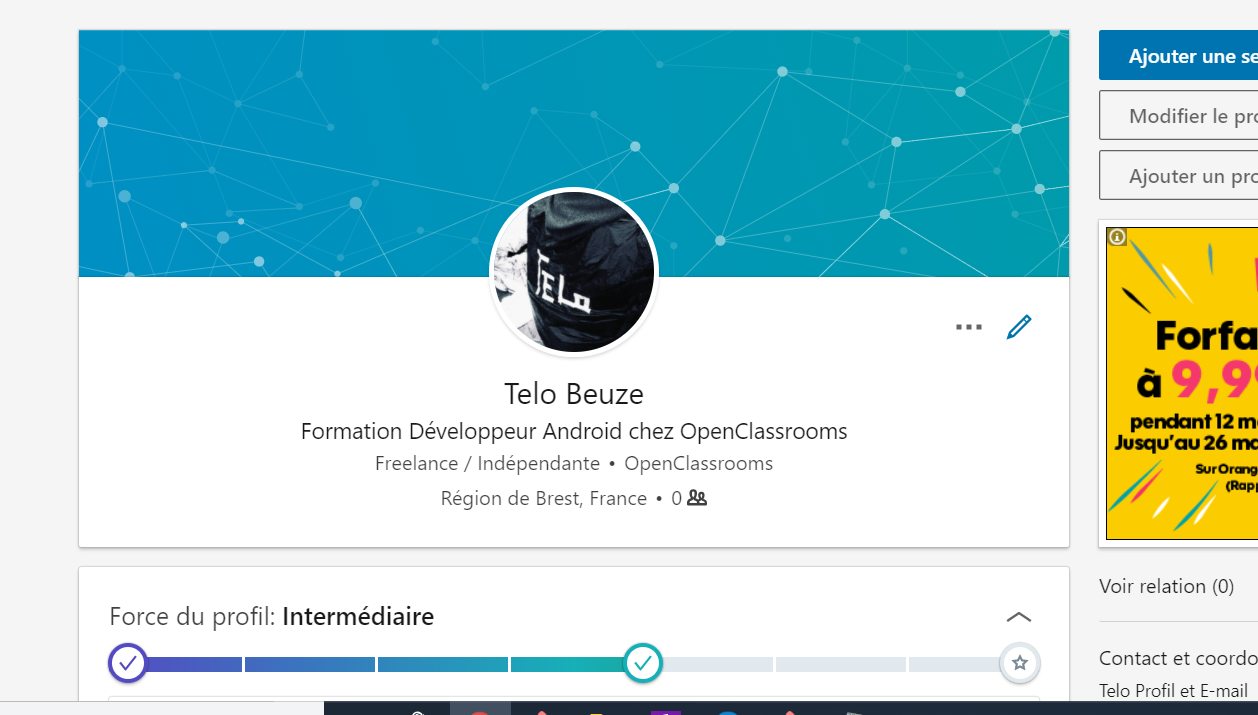 Ajouter une se
Modifier le pro
Ajouter un pro
TELO
Telo Beuze
Formation Développeur Android chez OpenClassrooms
Freelance / Indépendante • OpenClassrooms
Région de Brest, France • 0
Forfa
à 9,99
pendant 12 m
Jusqu'au 26 ma
Sur Orang
(Rapp
Force du profil: Intermédiaire
Voir relation (0)
Contact et coordo
Telo Profil et E-mail